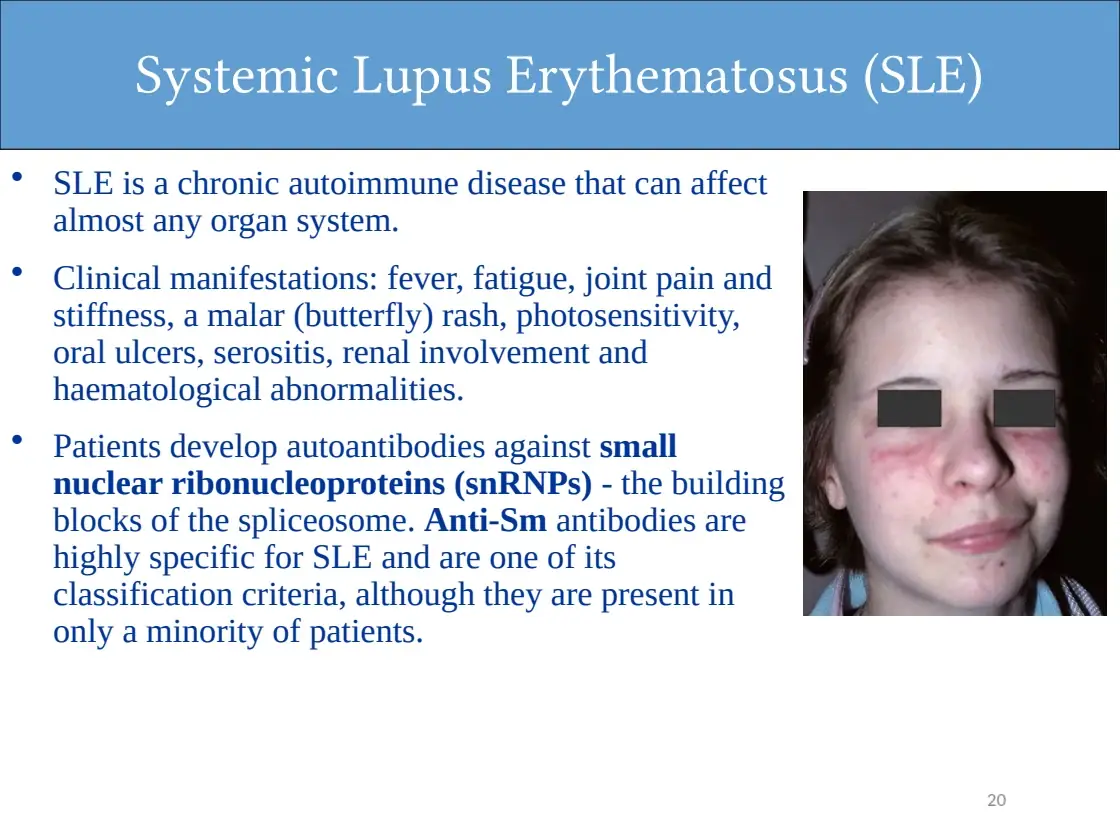 Systemic Lupus Erythematosus (SLE)
• SLE is a chronic autoimmune disease that can affect
almost any organ system.
• Clinical manifestations: fever, fatigue, joint pain and
stiffness, a malar (butterfly) rash, photosensitivity,
oral ulcers, serositis, renal involvement and
haematological abnormalities.
• Patients develop autoantibodies against small
nuclear ribonucleoproteins (snRNPs) - the building
blocks of the spliceosome. Anti-Sm antibodies are
highly specific for SLE and are one of its
classification criteria, although they are present in
only a minority of patients.
20